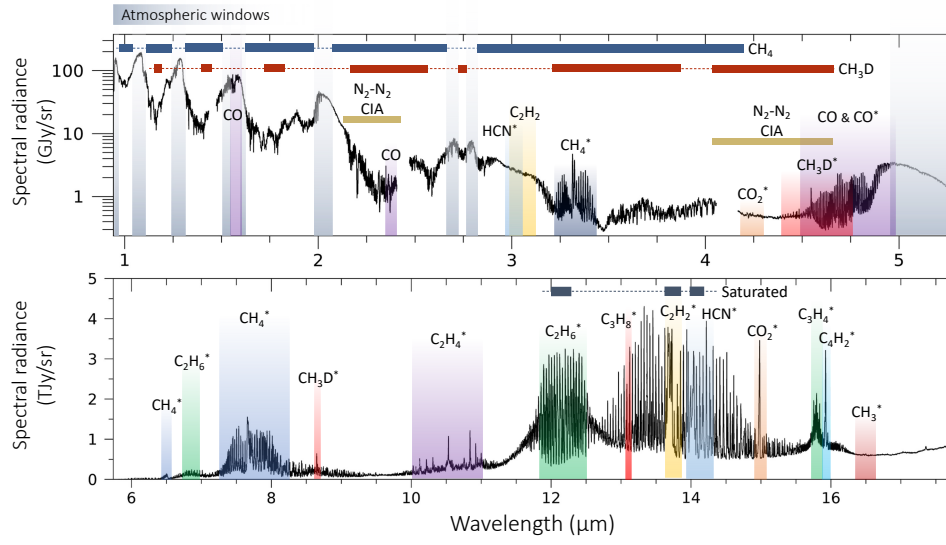 Atmospheric windows
CH₄
CH₃D
N₂-N₂
CIA
CO
CO
HCN*
C₂H₂
CH₄*
N₂-N₂
CIA
CO & CO*
CO₂*
CH₃D*
Spectral radiance
(GJy/sr)
100
10
1
1 2 3 4 5
Saturated
CH₄*
C₂H₆*
CH₄*
CH₃D*
C₂H₄*
C₂H₆*
C₃H₈*
C₂H₂*
HCN*
CO₂*
C₃H₄*
C₄H₂*
CH₃*
Spectral radiance
(TJy/sr)
5
4
3
2
1
0
6 8 10 12 14 16
Wavelength (μm)